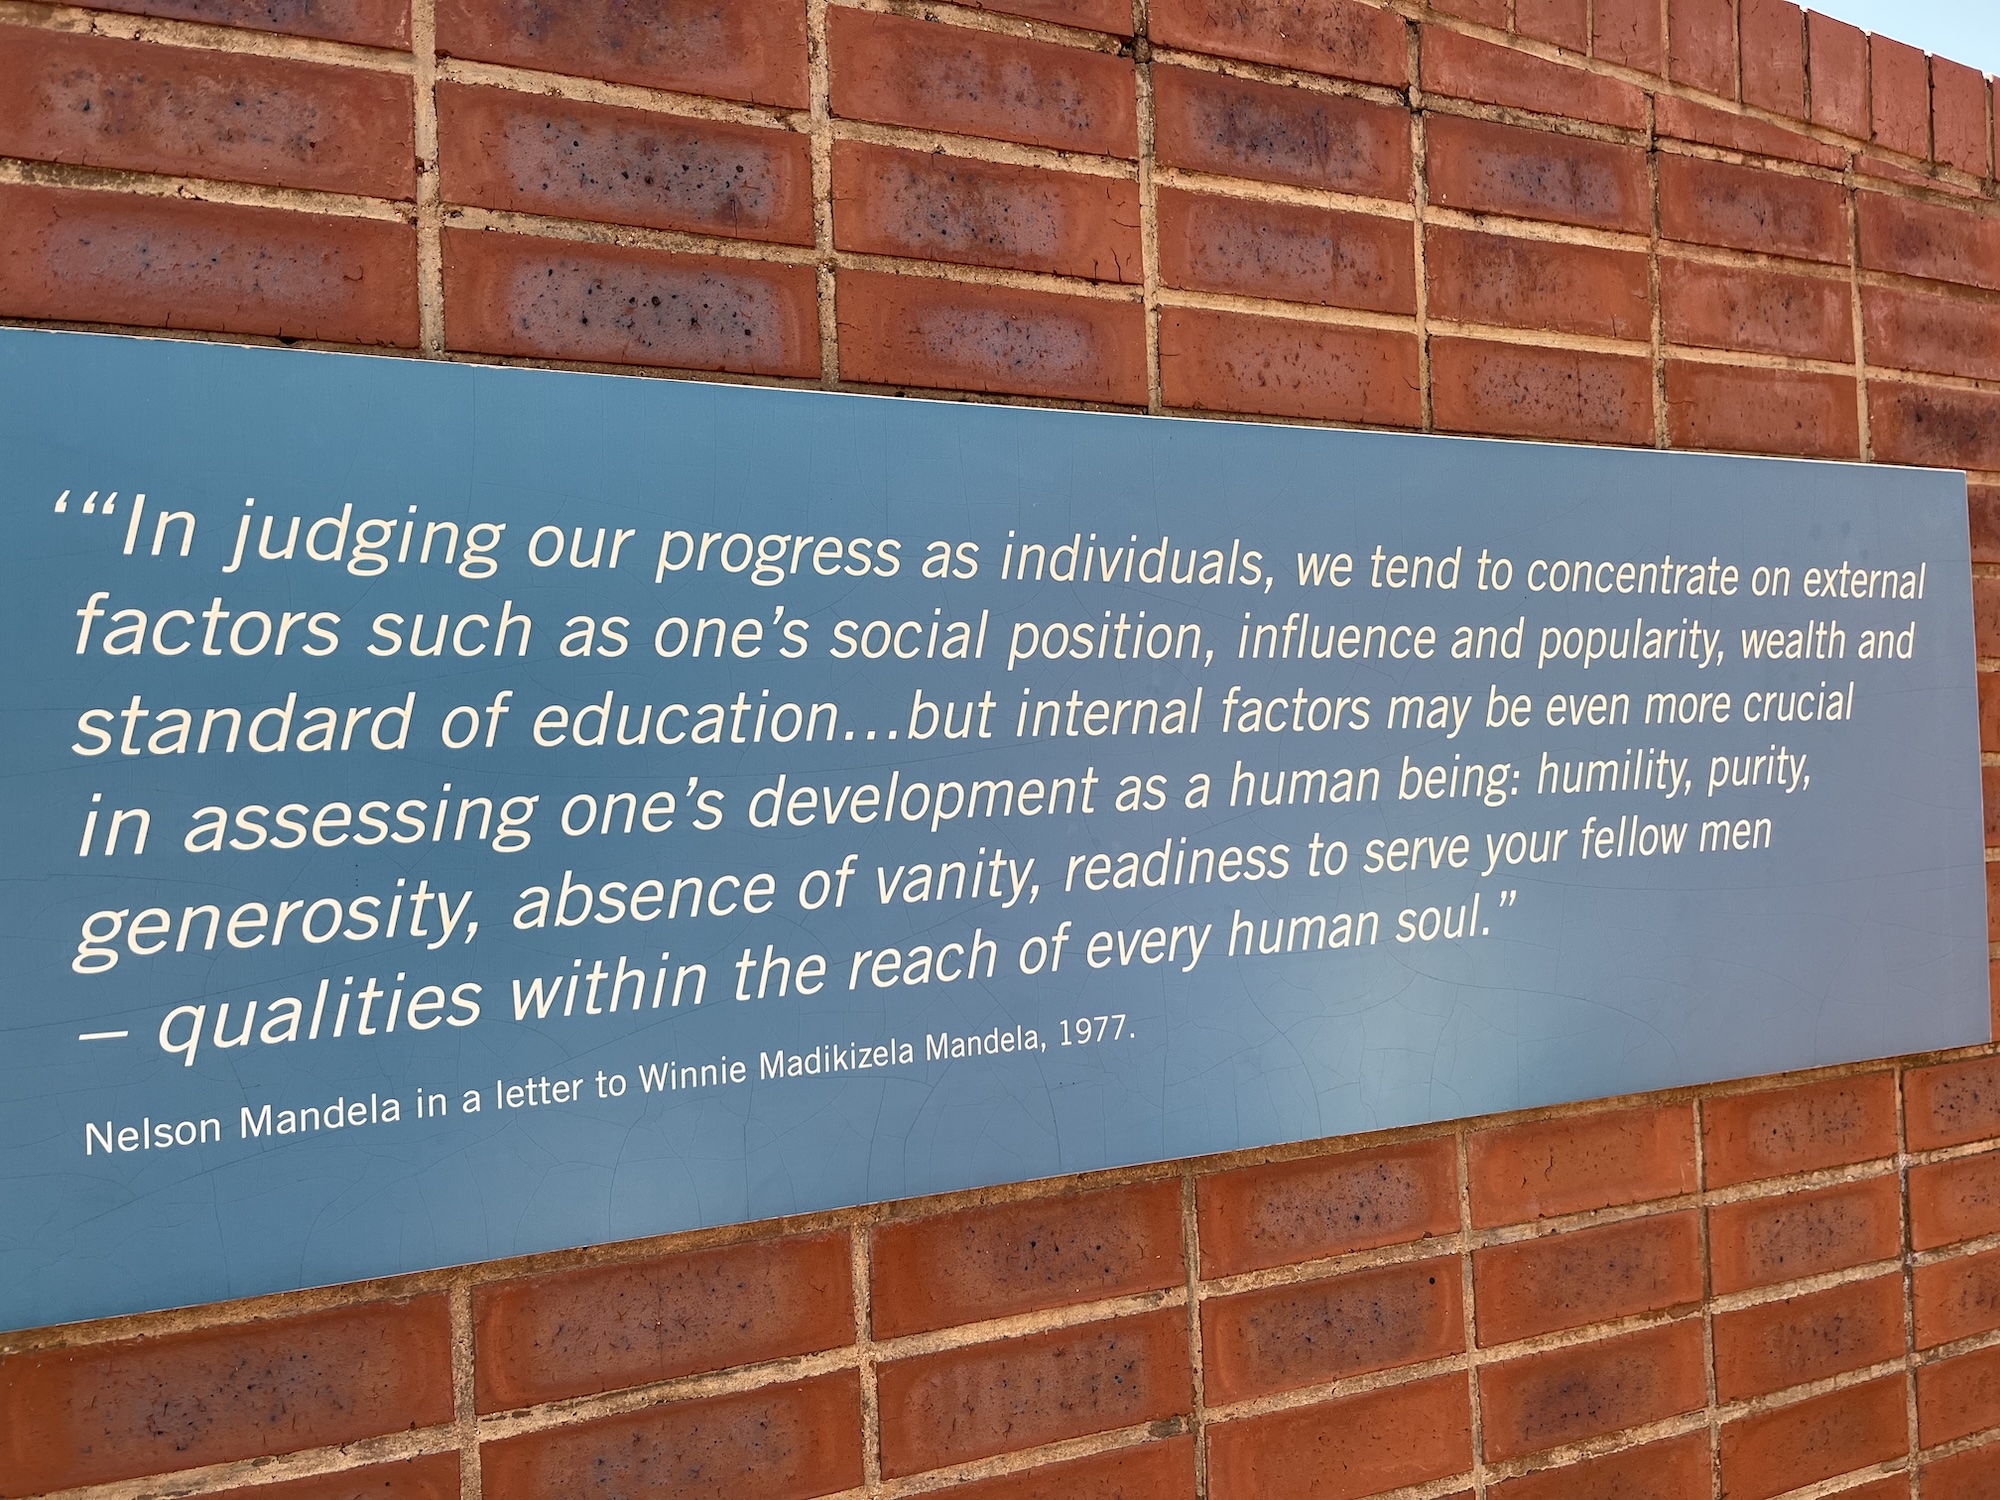 ‘“‘In judging our progress as individuals, we tend to concentrate on external
factors such as one’s social position, influence and popularity, wealth and
standard of education...but internal factors may be even more crucial
in assessing one’s development as a human being: humility, purity,
generosity, absence of vanity, readiness to serve your fellow men
– qualities within the reach of every human soul.”
Nelson Mandela in a letter to Winnie Madikizela Mandela, 1977.